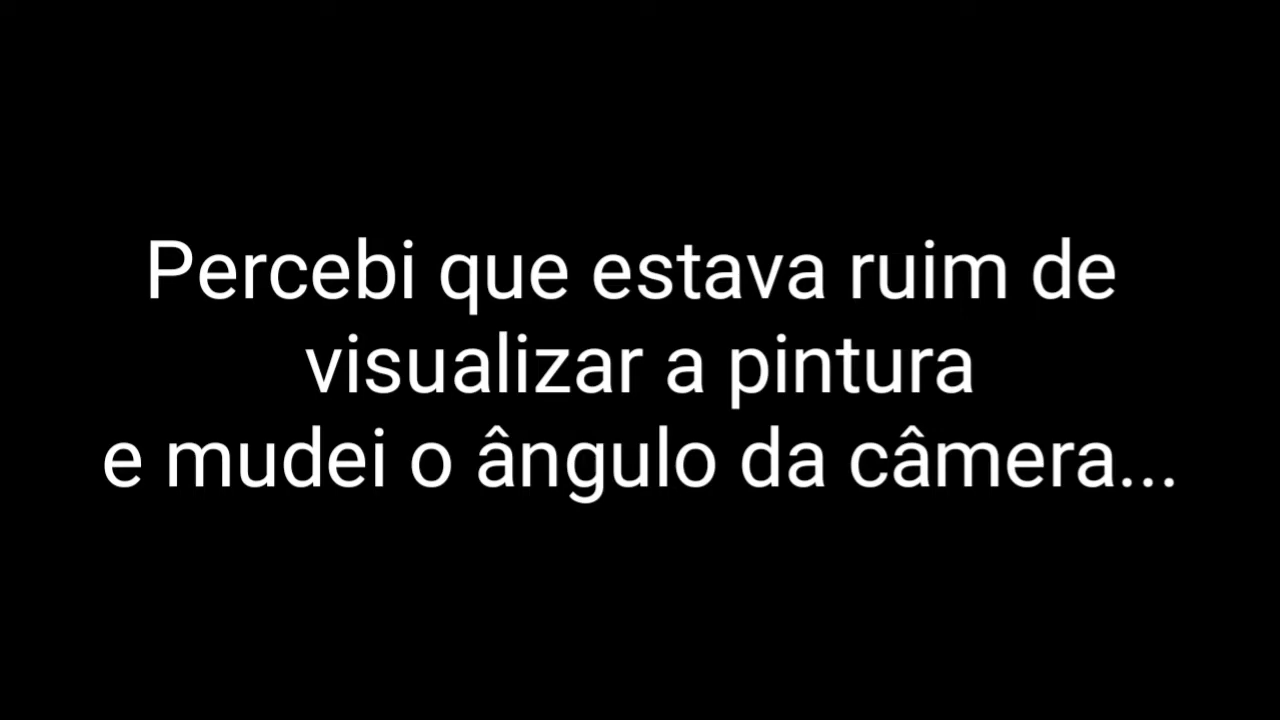 Percebi que estava ruim de
visualizar a pintura
e mudei o ângulo da câmera...